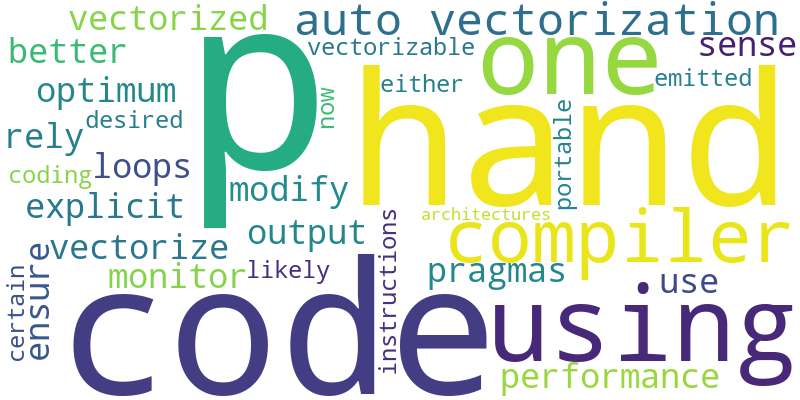 vectorized
auto vectorization
better
p
vectorizable
one
sense
optimum
now
either
emitted
desired
hand
rely
loops
portable
coding
modify
explicit
architectures
vectorize
output
compiler
monitor
likely
instructions
pragmas
use
certain
ensure
code
using
performance